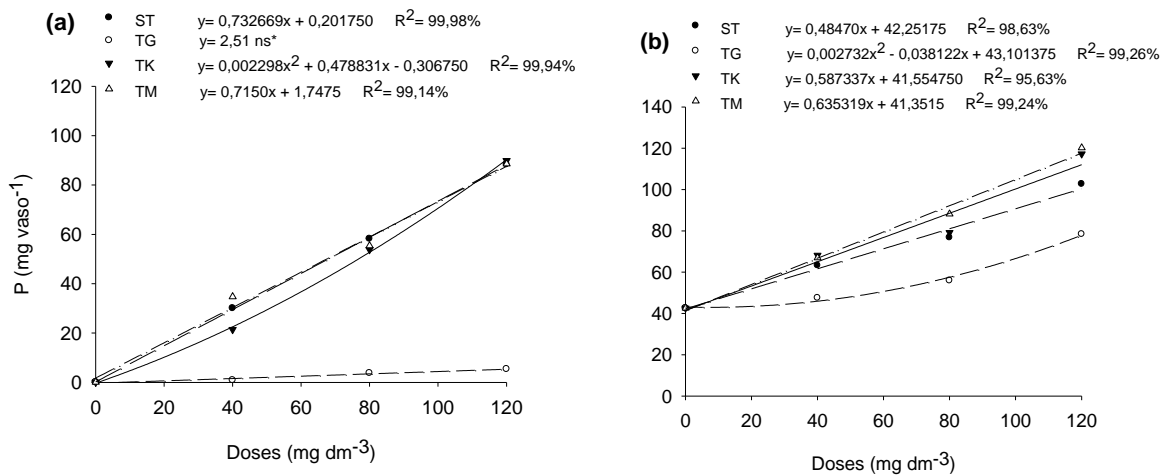 (a)
ST y= 0,732669x + 0,201750 R²= 99,98%
TG y= 2,51 ns*
TK y= 0,002298x² + 0,478831x - 0,306750 R²= 99,94%
TM y= 0,7150x + 1,7475 R²= 99,14%
120
100
80
60
40
20
0
P (mg vaso⁻¹)
0 20 40 60 80 100 120
Doses (mg dm⁻³)
(b)
ST y= 0,48470x + 42,25175 R²= 98,63%
TG y= 0,002732x² - 0,038122x + 43,101375 R²= 99,26%
TK y= 0,587337x + 41,554750 R²= 95,63%
TM y= 0,635319x + 41,3515 R²= 99,24%
140
120
100
80
60
40
20
0
0 20 40 60 80 100 120
Doses (mg dm⁻³)